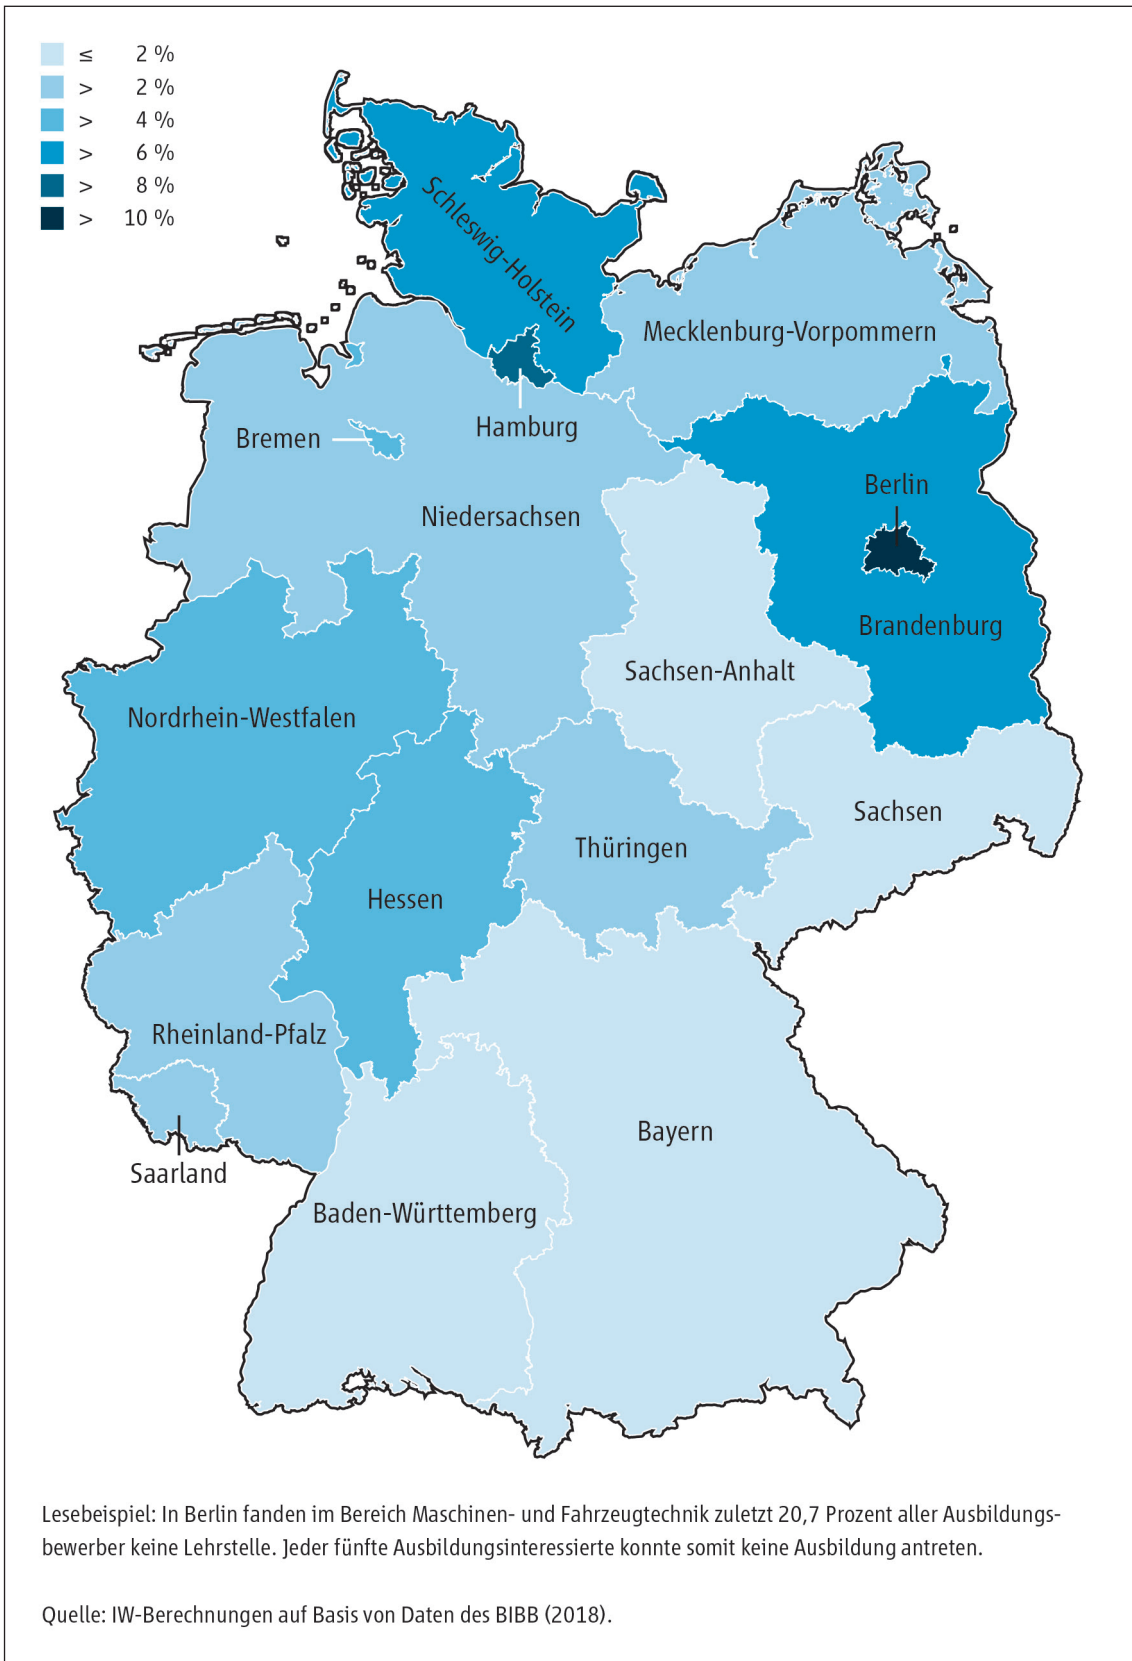 ≤ 2 %
> 2 %
> 4 %
> 6 %
> 8 %
> 10 %
Schleswig-Holstein
Mecklenburg-Vorpommern
Hamburg
Bremen
Berlin
Niedersachsen
Brandenburg
Sachsen-Anhalt
Nordrhein-Westfalen
Sachsen
Thüringen
Hessen
Rheinland-Pfalz
Bayern
Saarland
Baden-Württemberg
Lesebeispiel: In Berlin fanden im Bereich Maschinen- und Fahrzeugtechnik zuletzt 20,7 Prozent aller Ausbildungs-
bewerber keine Lehrstelle. Jeder fünfte Ausbildungsinteressierte konnte somit keine Ausbildung antreten.
Quelle: IW-Berechnungen auf Basis von Daten des BIBB (2018).